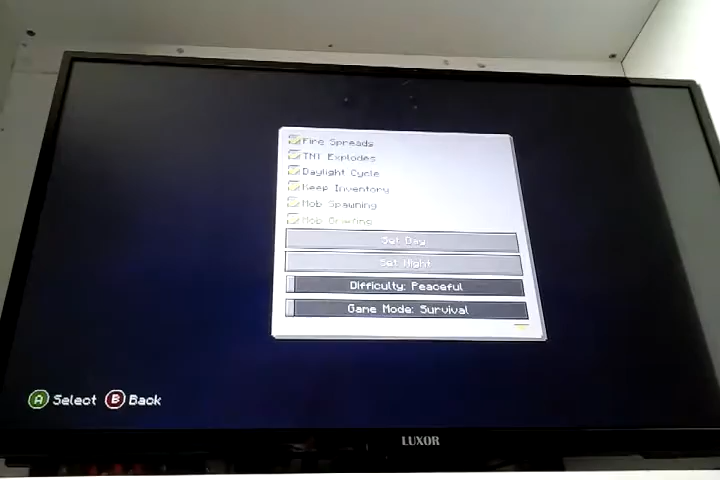 Fire Spreads
TNT Explodes
Daylight Cycle
Keep Inventory
Mob Spawning
Mob Griefing
Set Day
Set Night
Difficulty: Peaceful
Game Mode: Survival
A Select B Back
LUXOR